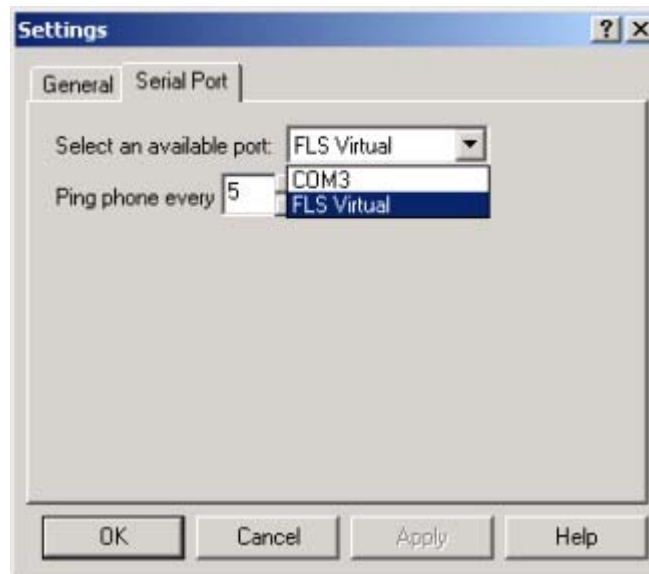 Settings
General Serial Port
Select an available port: FLS Virtual
COM3
Ping phone every 5
FLS Virtual
OK Cancel Apply Help